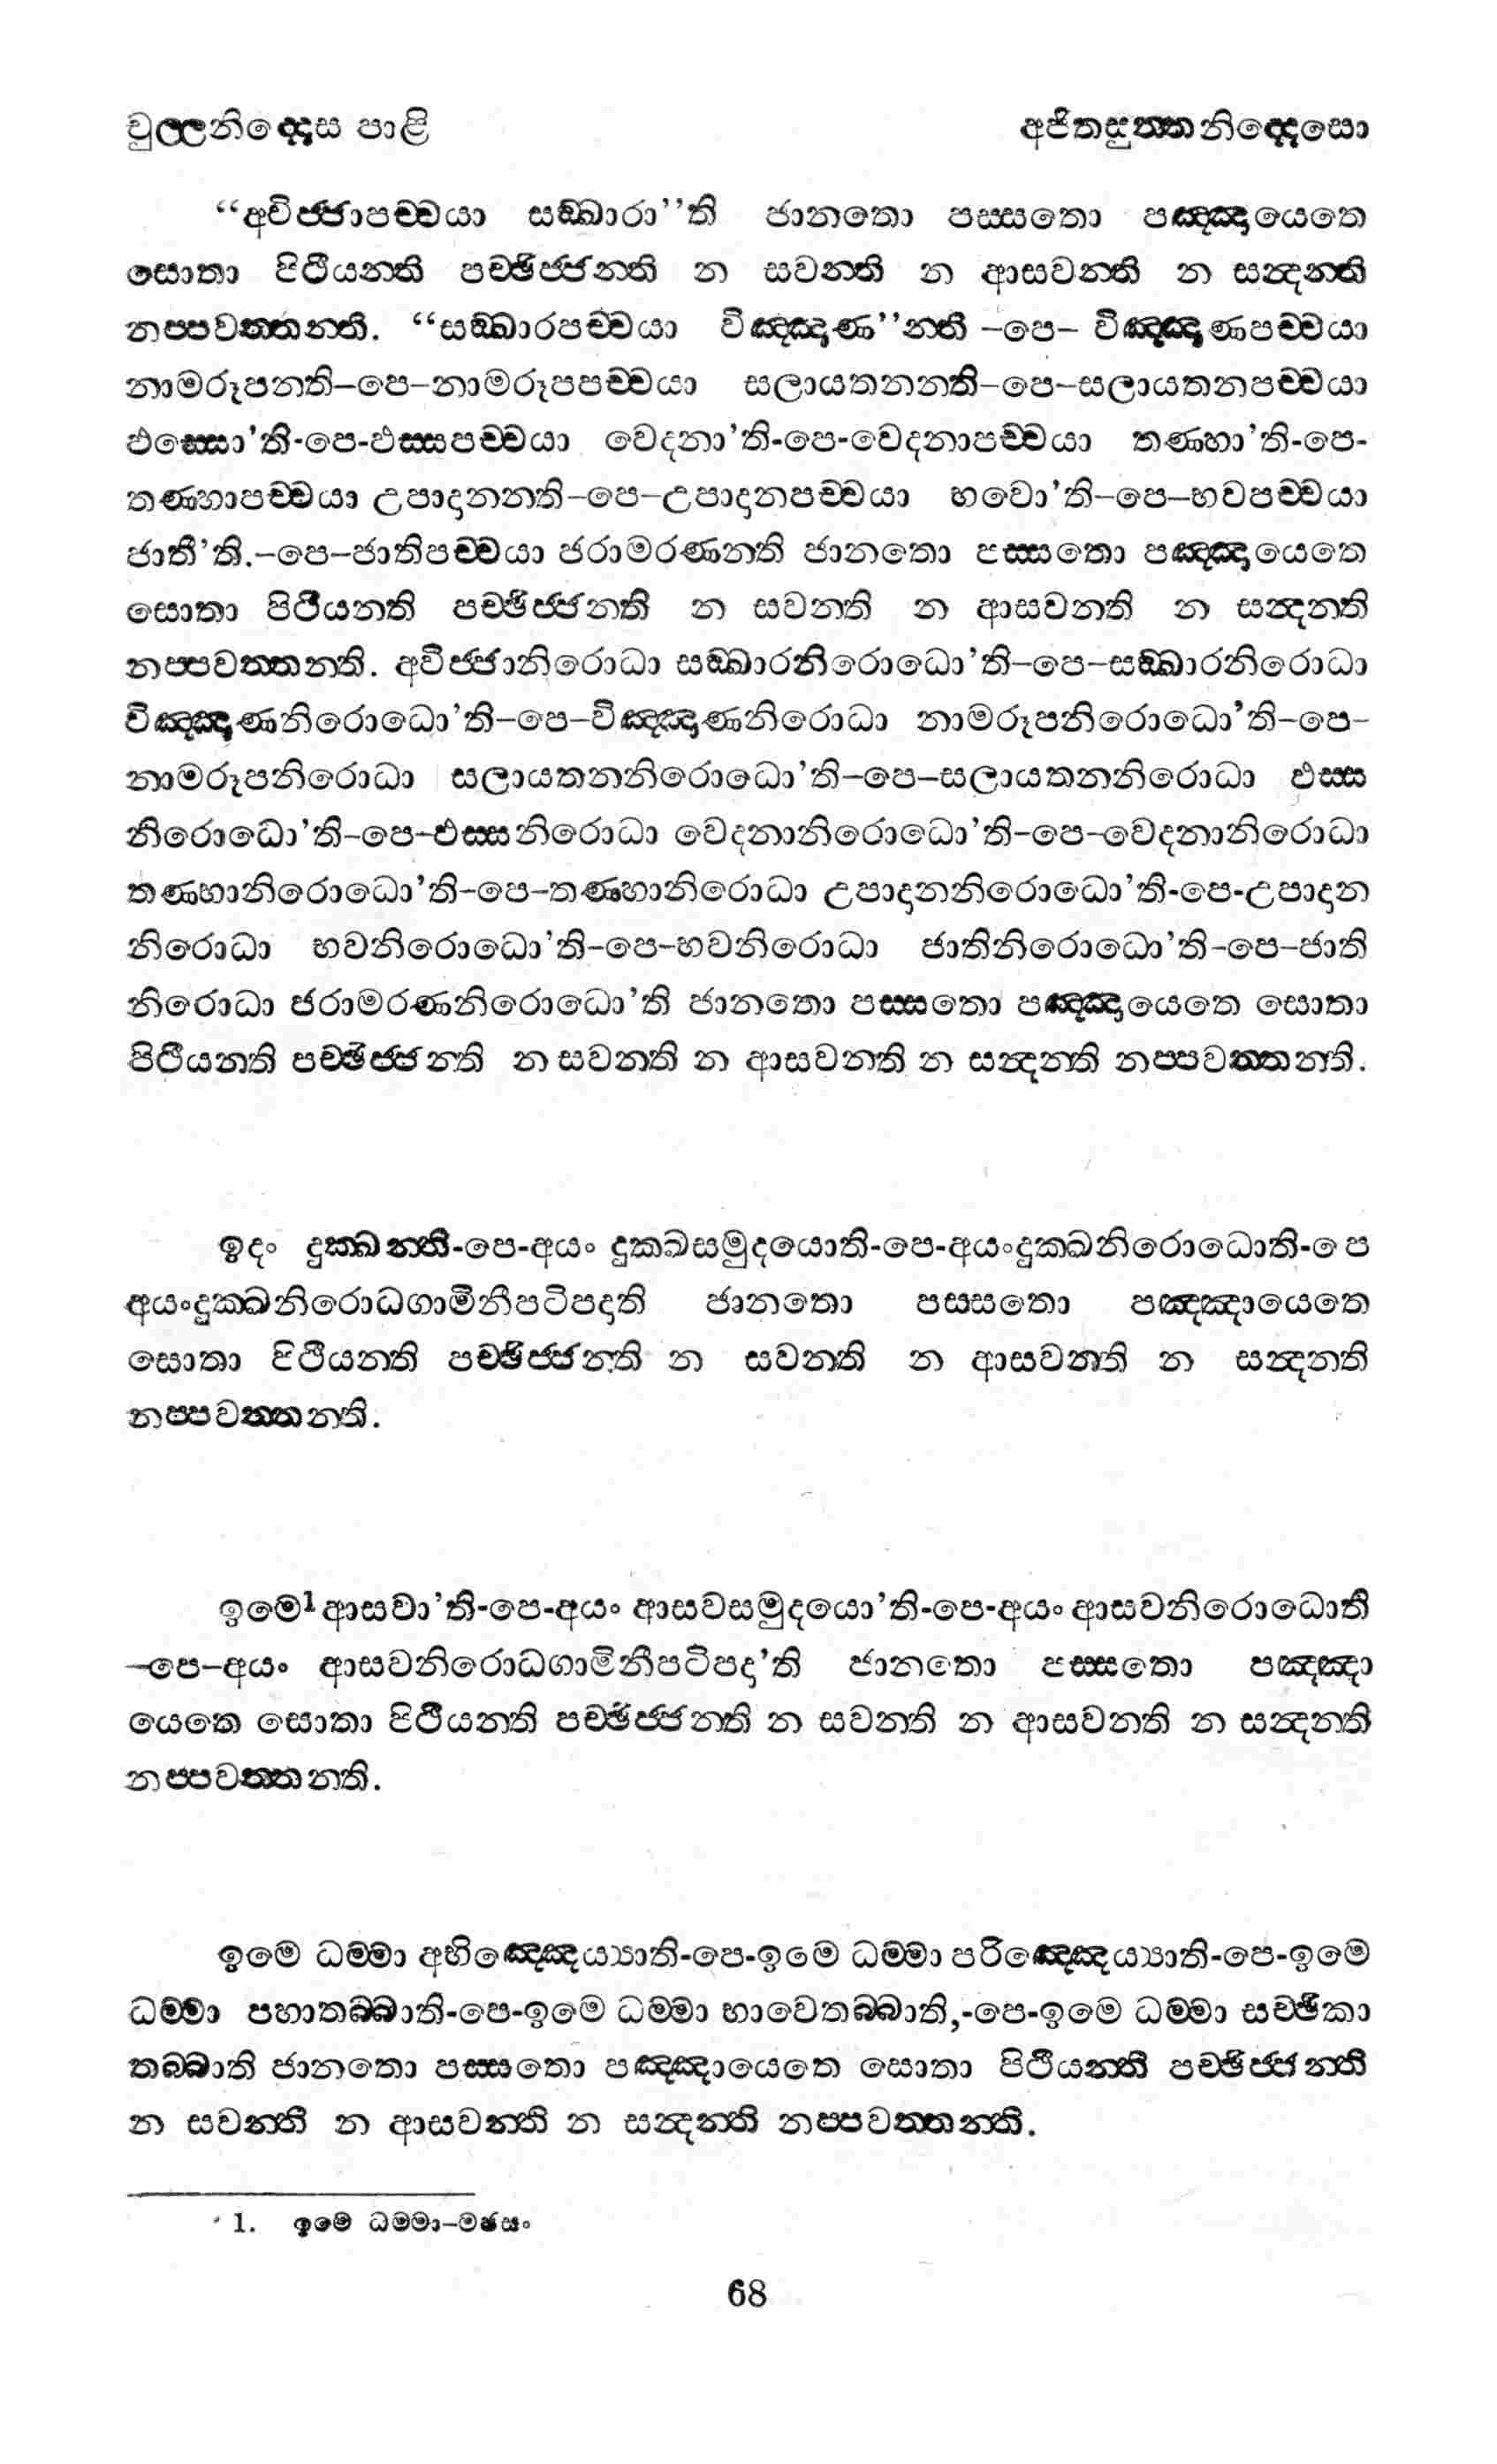 චුල්ලනිද්දෙස පාළි
අජිතසුත්තනිද්දෙසො
“අවිජ්ජාපච්චයා සඞ්ඛාරා”ති ජානතො පස්සතො පඤ්ඤායෙතෙ
සොතා පිථීයන්ති පච්ඡිජ්ජන්ති න සවන්ති න ආසවන්ති න සන්දන්ති
නප්පවත්තන්ති. “සඞ්ඛාරපච්චයා විඤ්ඤාණ”න්ති –පෙ– විඤ්ඤාණපච්චයා
නාමරූපන්ති–පෙ–නාමරූපපච්චයා සලායතනන්ති–පෙ–සලායතනපච්චයා
ඵස්සො’ති-පෙ-ඵස්සපච්චයා වෙදනා’ති-පෙ-වෙදනාපච්චයා තණ්හා’ති-පෙ-
තණ්හාපච්චයා උපාදානන්ති–පෙ–උපාදානපච්චයා භවො’ති–පෙ–භවපච්චයා
ජාතී’ති.–පෙ–ජාතිපච්චයා ජරාමරණන්ති ජානතො පස්සතො පඤ්ඤායෙතෙ
සොතා පිථීයන්ති පච්ඡිජ්ජන්ති න සවන්ති න ආසවන්ති න සන්දන්ති
නප්පවත්තන්ති. අවිජ්ජානිරොධා සඞ්ඛාරනිරොධො’ති–පෙ–සඞ්ඛාරනිරොධා
විඤ්ඤාණනිරොධො’ති–පෙ–විඤ්ඤාණනිරොධා නාමරූපනිරොධො’ති–පෙ–
නාමරූපනිරොධා සලායතනනිරොධො’ති–පෙ–සලායතනනිරොධා ඵස්ස
නිරොධො’ති–පෙ–ඵස්සනිරොධා වෙදනානිරොධො’ති–පෙ–වෙදනානිරොධා
තණ්හානිරොධො’ති–පෙ–තණ්හානිරොධා උපාදානනිරොධො’ති-පෙ-උපාදාන
නිරොධා භවනිරොධො’ති–පෙ–භවනිරොධා ජාතිනිරොධො’ති–පෙ–ජාති
නිරොධා ජරාමරණනිරොධො’ති ජානතො පස්සතො පඤ්ඤායෙතෙ සොතා
පිථීයන්ති පච්ඡිජ්ජන්ති න සවන්ති න ආසවන්ති න සන්දන්ති නප්පවත්තන්ති.
ඉදං දුක්ඛන්ති-පෙ-අයං දුක්ඛසමුදයොති-පෙ-අයංදුක්ඛනිරොධොති-පෙ
අයංදුක්ඛනිරොධගාමිනීපටිපදාති ජානතො පස්සතො පඤ්ඤායෙතෙ
සොතා පිථීයන්ති පච්ඡිජ්ජන්ති න සවන්ති න ආසවන්ති න සන්දන්ති
නප්පවත්තන්ති.
ඉමෙ1 ආසවා’ති-පෙ-අයං ආසවසමුදයො’ති-පෙ-අයං ආසවනිරොධොති
–පෙ–අයං ආසවනිරොධගාමිනීපටිපදා’ති ජානතො පස්සතො පඤ්ඤා
යෙතෙ සොතා පිථීයන්ති පච්ඡිජ්ජන්ති න සවන්ති න ආසවන්ති න සන්දන්ති
නප්පවත්තන්ති.
ඉමෙ ධම්මා අභිඤ්ඤෙය්‍යාති-පෙ-ඉමෙ ධම්මා පරිඤ්ඤෙය්‍යාති-පෙ-ඉමෙ
ධම්මා පහාතබ්බාති-පෙ-ඉමෙ ධම්මා භාවෙතබ්බාති,-පෙ-ඉමෙ ධම්මා සච්ඡිකා
තබ්බාති ජානතො පස්සතො පඤ්ඤායෙතෙ සොතා පිථීයන්ති පච්ඡිජ්ජන්ති
න සවන්ති න ආසවන්ති න සන්දන්ති නප්පවත්තන්ති.
1. ඉමෙ ධම්මා–මඡසං
68